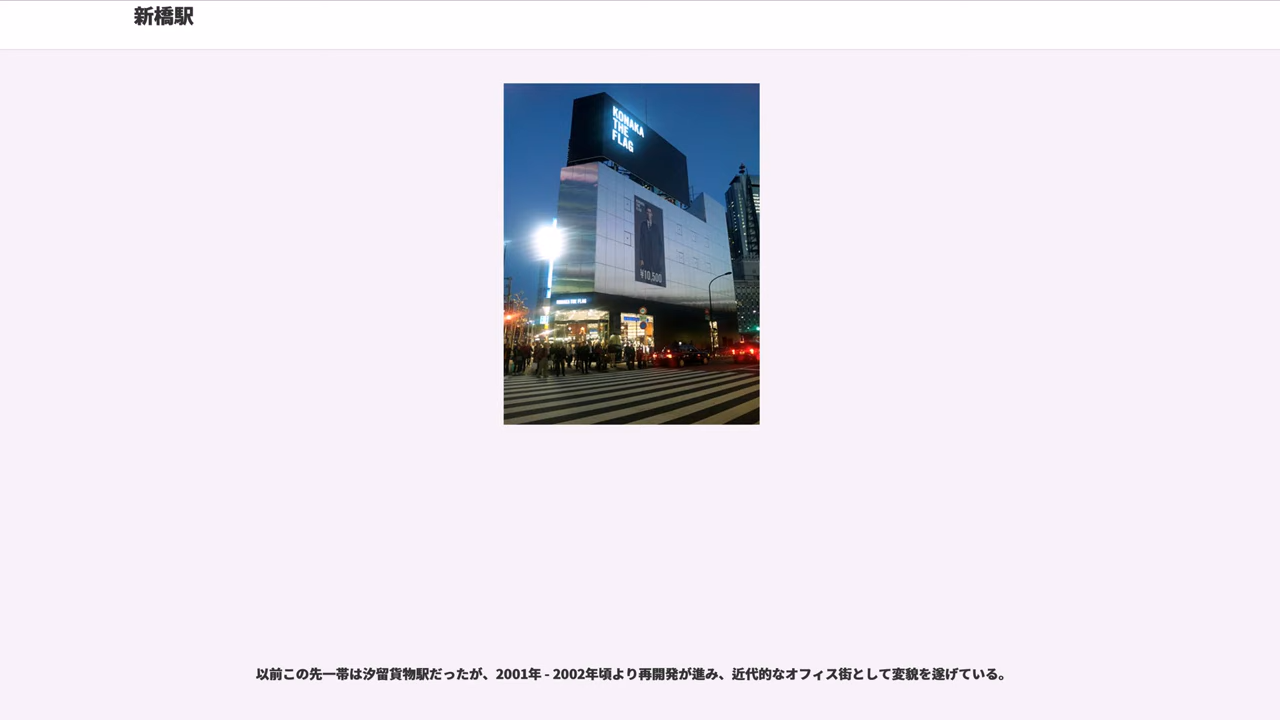 新橋駅
KONAKA
THE
FLAG
¥10,500
KONAKA THE FLAG
以前この先一帯は汐留貨物駅だったが、2001年 - 2002年頃より再開発が進み、近代的なオフィス街として変貌を遂げている。